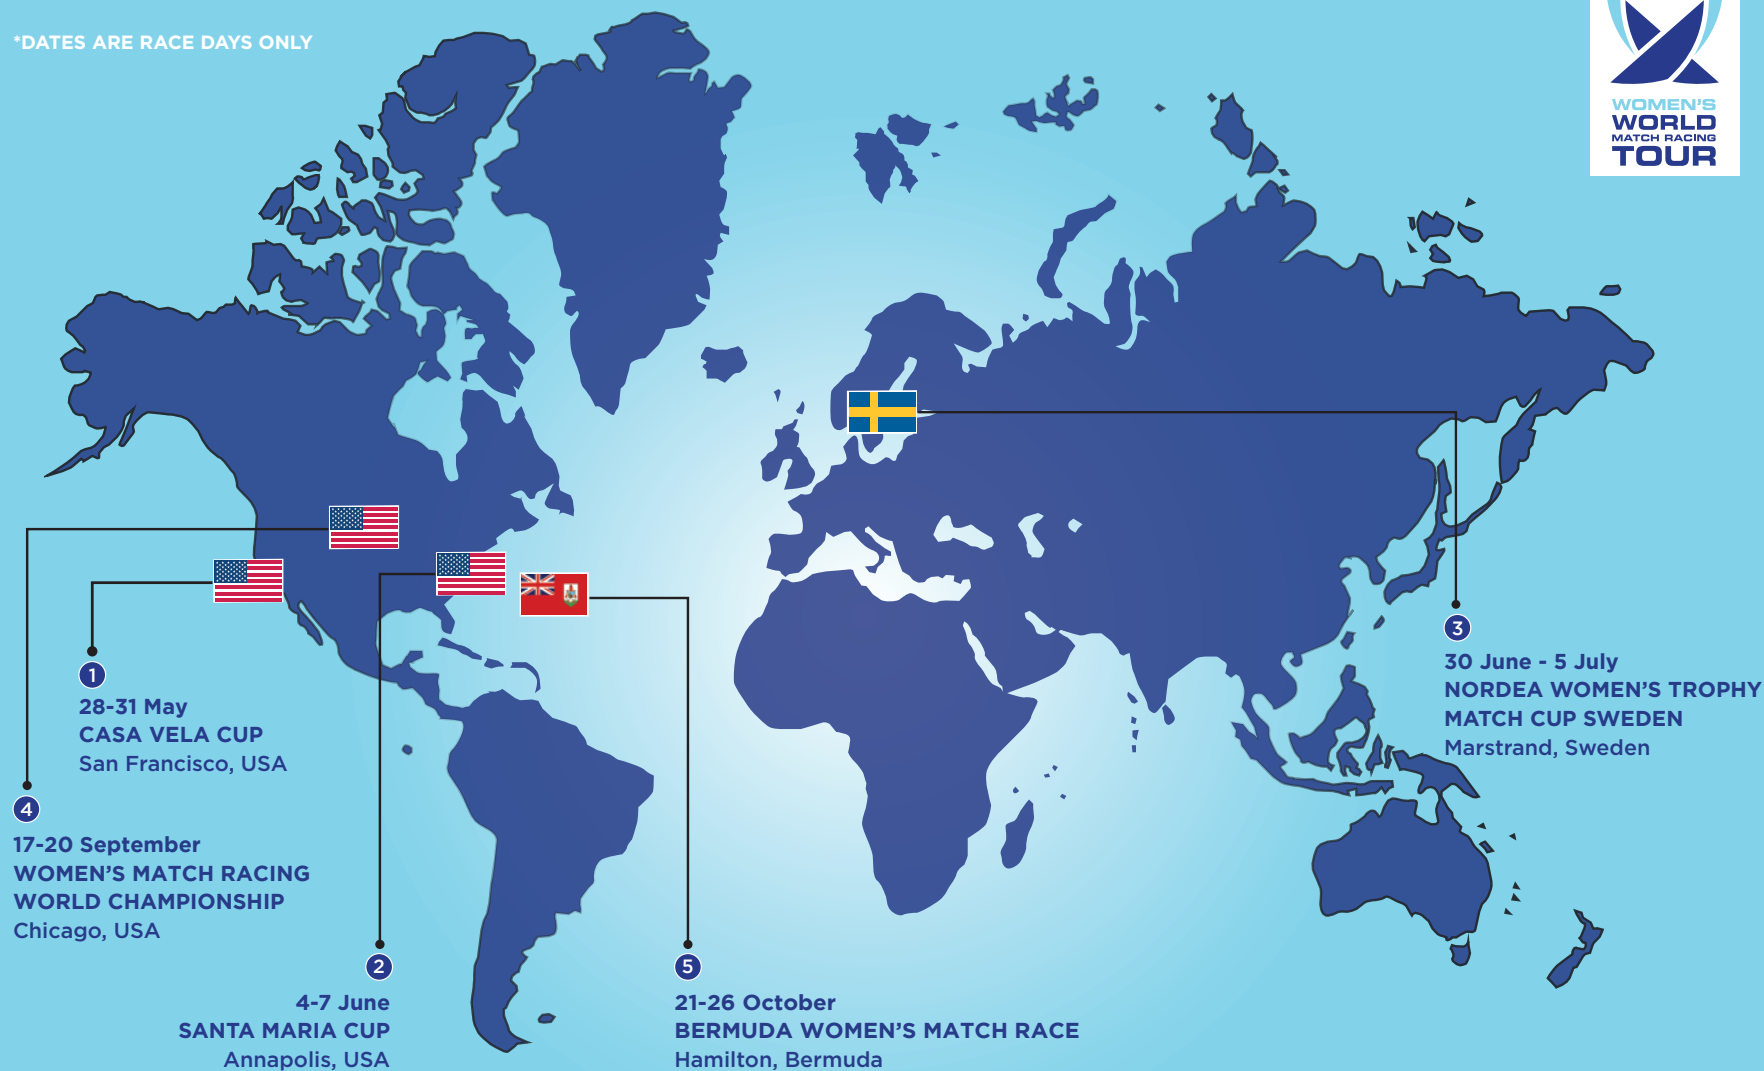 *DATES ARE RACE DAYS ONLY
WOMEN'S
WORLD
MATCH RACING
TOUR
1
28-31 May
CASA VELA CUP
San Francisco, USA
4
17-20 September
WOMEN'S MATCH RACING
WORLD CHAMPIONSHIP
Chicago, USA
2
4-7 June
SANTA MARIA CUP
Annapolis, USA
5
21-26 October
BERMUDA WOMEN'S MATCH RACE
Hamilton, Bermuda
3
30 June - 5 July
NORDEA WOMEN'S TROPHY
MATCH CUP SWEDEN
Marstrand, Sweden